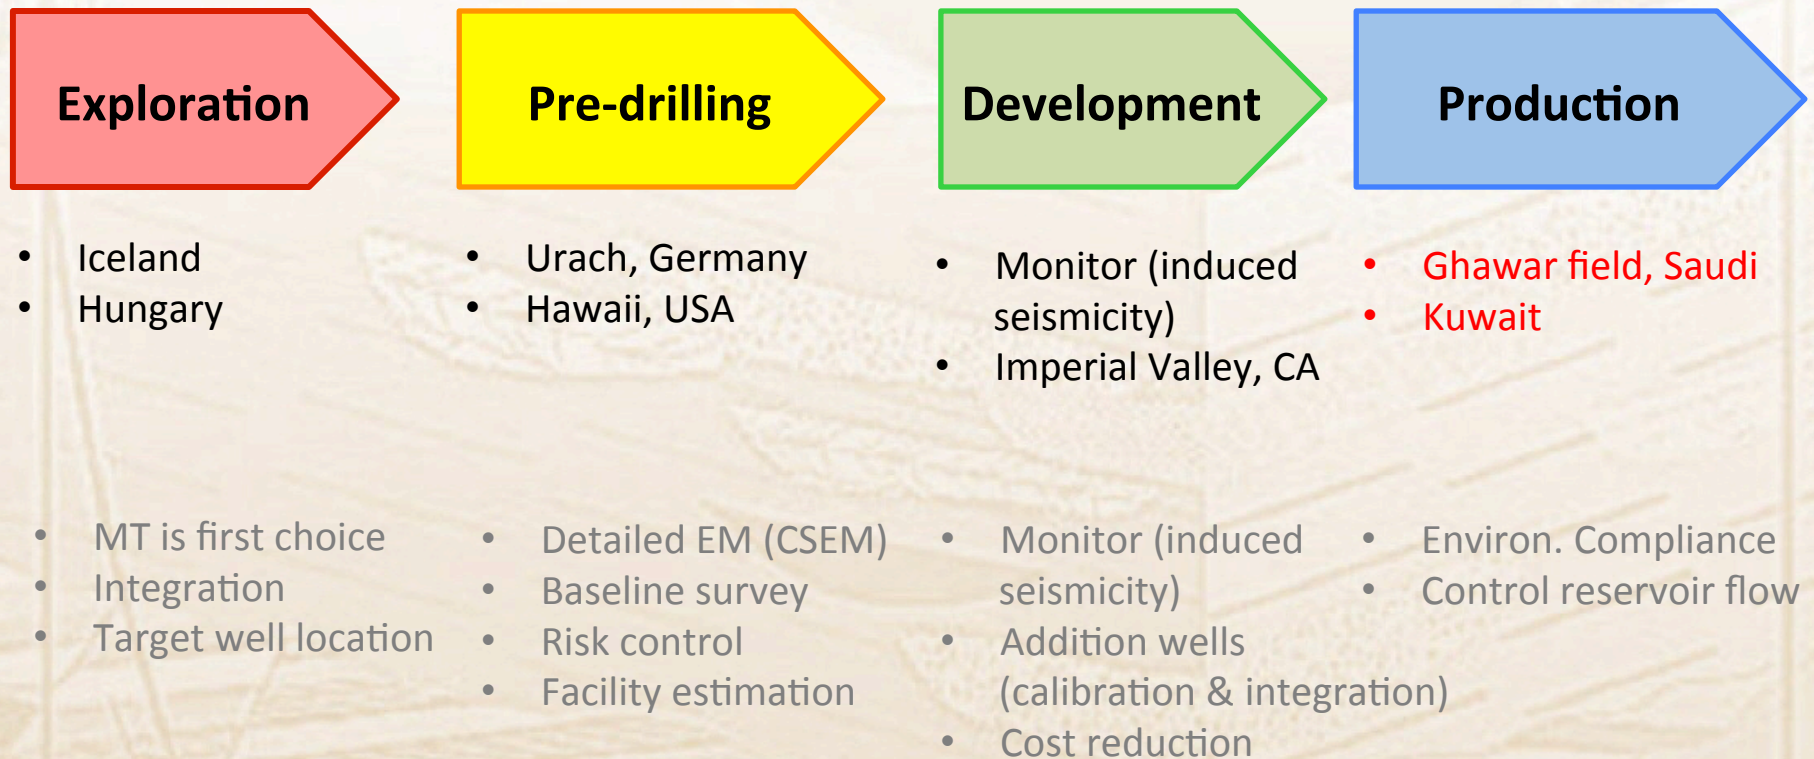 Exploration
Pre-drilling
Development
Production
• Iceland
• Hungary
• Urach, Germany
• Hawaii, USA
• Monitor (induced
seismicity)
• Imperial Valley, CA
• Ghawar field, Saudi
• Kuwait
• MT is first choice
• Integration
• Target well location
• Detailed EM (CSEM)
• Baseline survey
• Risk control
• Facility estimation
• Monitor (induced
seismicity)
• Addition wells
(calibration & integration)
• Cost reduction
• Environ. Compliance
• Control reservoir flow